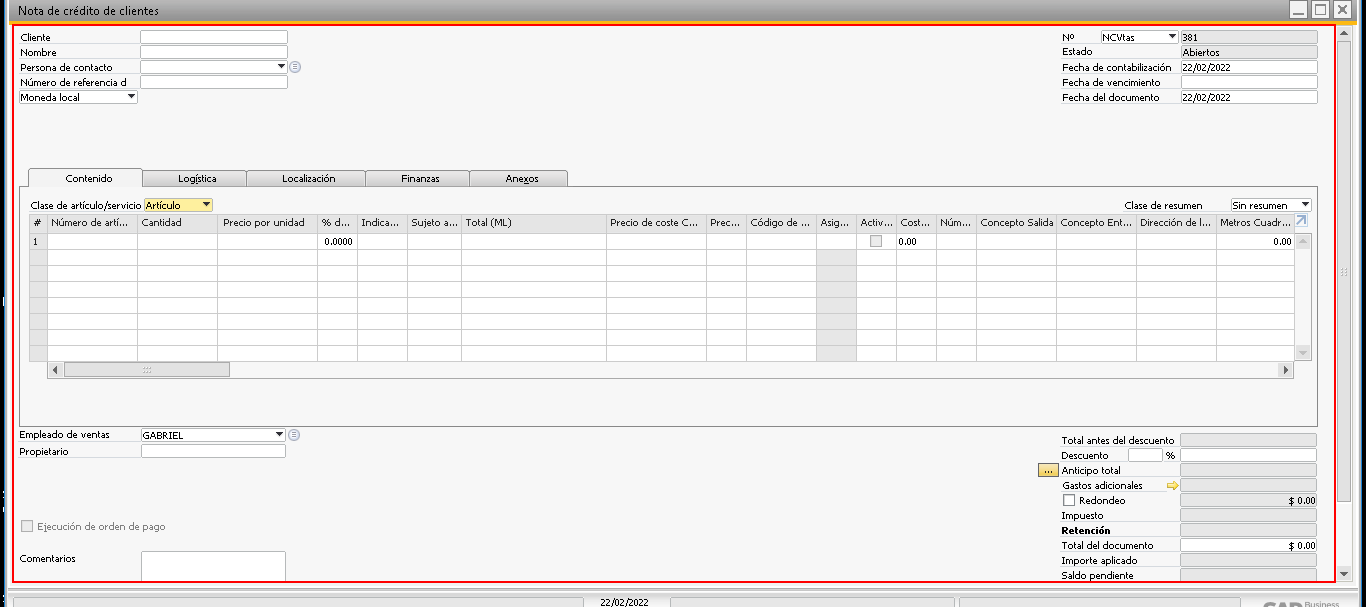 Nota de crédito de clientes
Cliente
Nombre
Persona de contacto
Número de referencia d
Moneda local
Nº NCVtas 381
Estado Abiertos
Fecha de contabilización 22/02/2022
Fecha de vencimiento
Fecha del documento 22/02/2022
Contenido Logística Localización Finanzas Anexos
Clase de artículo/servicio Artículo Clase de resumen Sin resumen
# Número de artí... Cantidad Precio por unidad % d... Indica... Sujeto a... Total (ML) Precio de coste C... Prec... Código de ... Asig... Activ... Cost... Núm... Concepto Salida Concepto Ent... Dirección de l... Metros Cuadr...
1 0.0000 0.00 0.00
Empleado de ventas GABRIEL
Propietario
Ejecución de orden de pago
Comentarios
Total antes del descuento
Descuento %
... Anticipo total
Gastos adicionales
Redondeo $ 0.00
Impuesto
Retención
Total del documento $ 0.00
Importe aplicado
Saldo pendiente
22/02/2022
Business